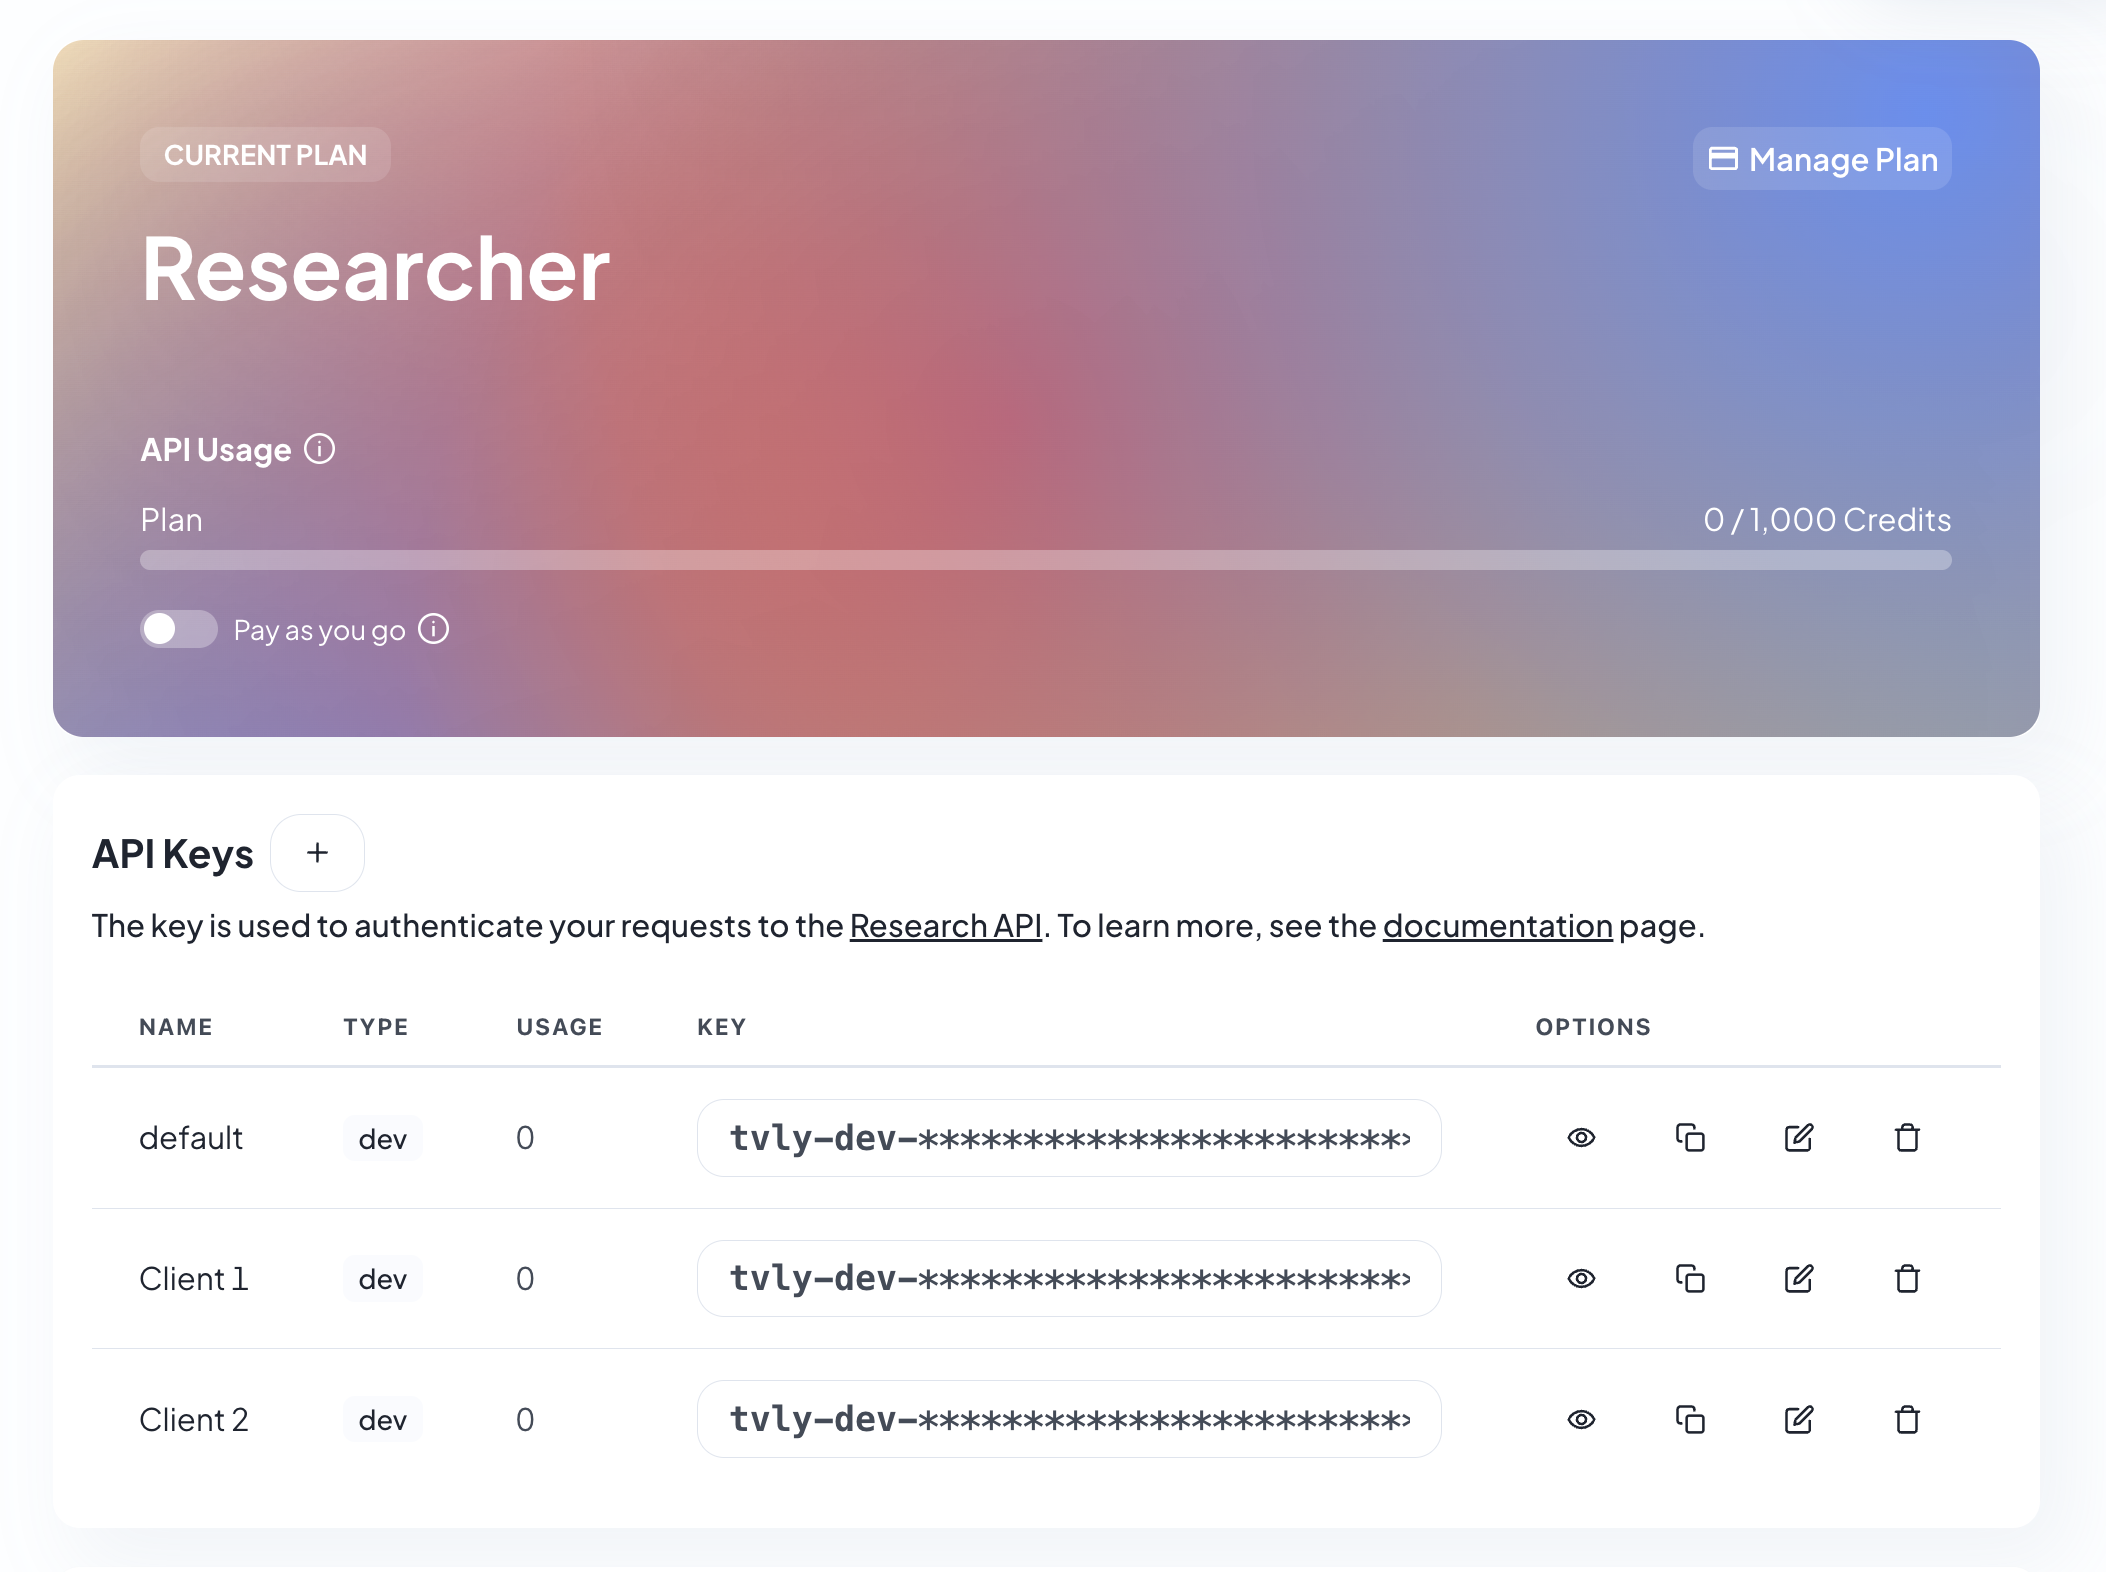 CURRENT PLAN
Manage Plan
Researcher
API Usage
Plan
0 / 1,000 Credits
Pay as you go
API Keys
+
The key is used to authenticate your requests to the Research API. To learn more, see the documentation page.
NAME TYPE USAGE KEY OPTIONS
default dev 0 tvly-dev-************************
Client 1 dev 0 tvly-dev-************************
Client 2 dev 0 tvly-dev-************************